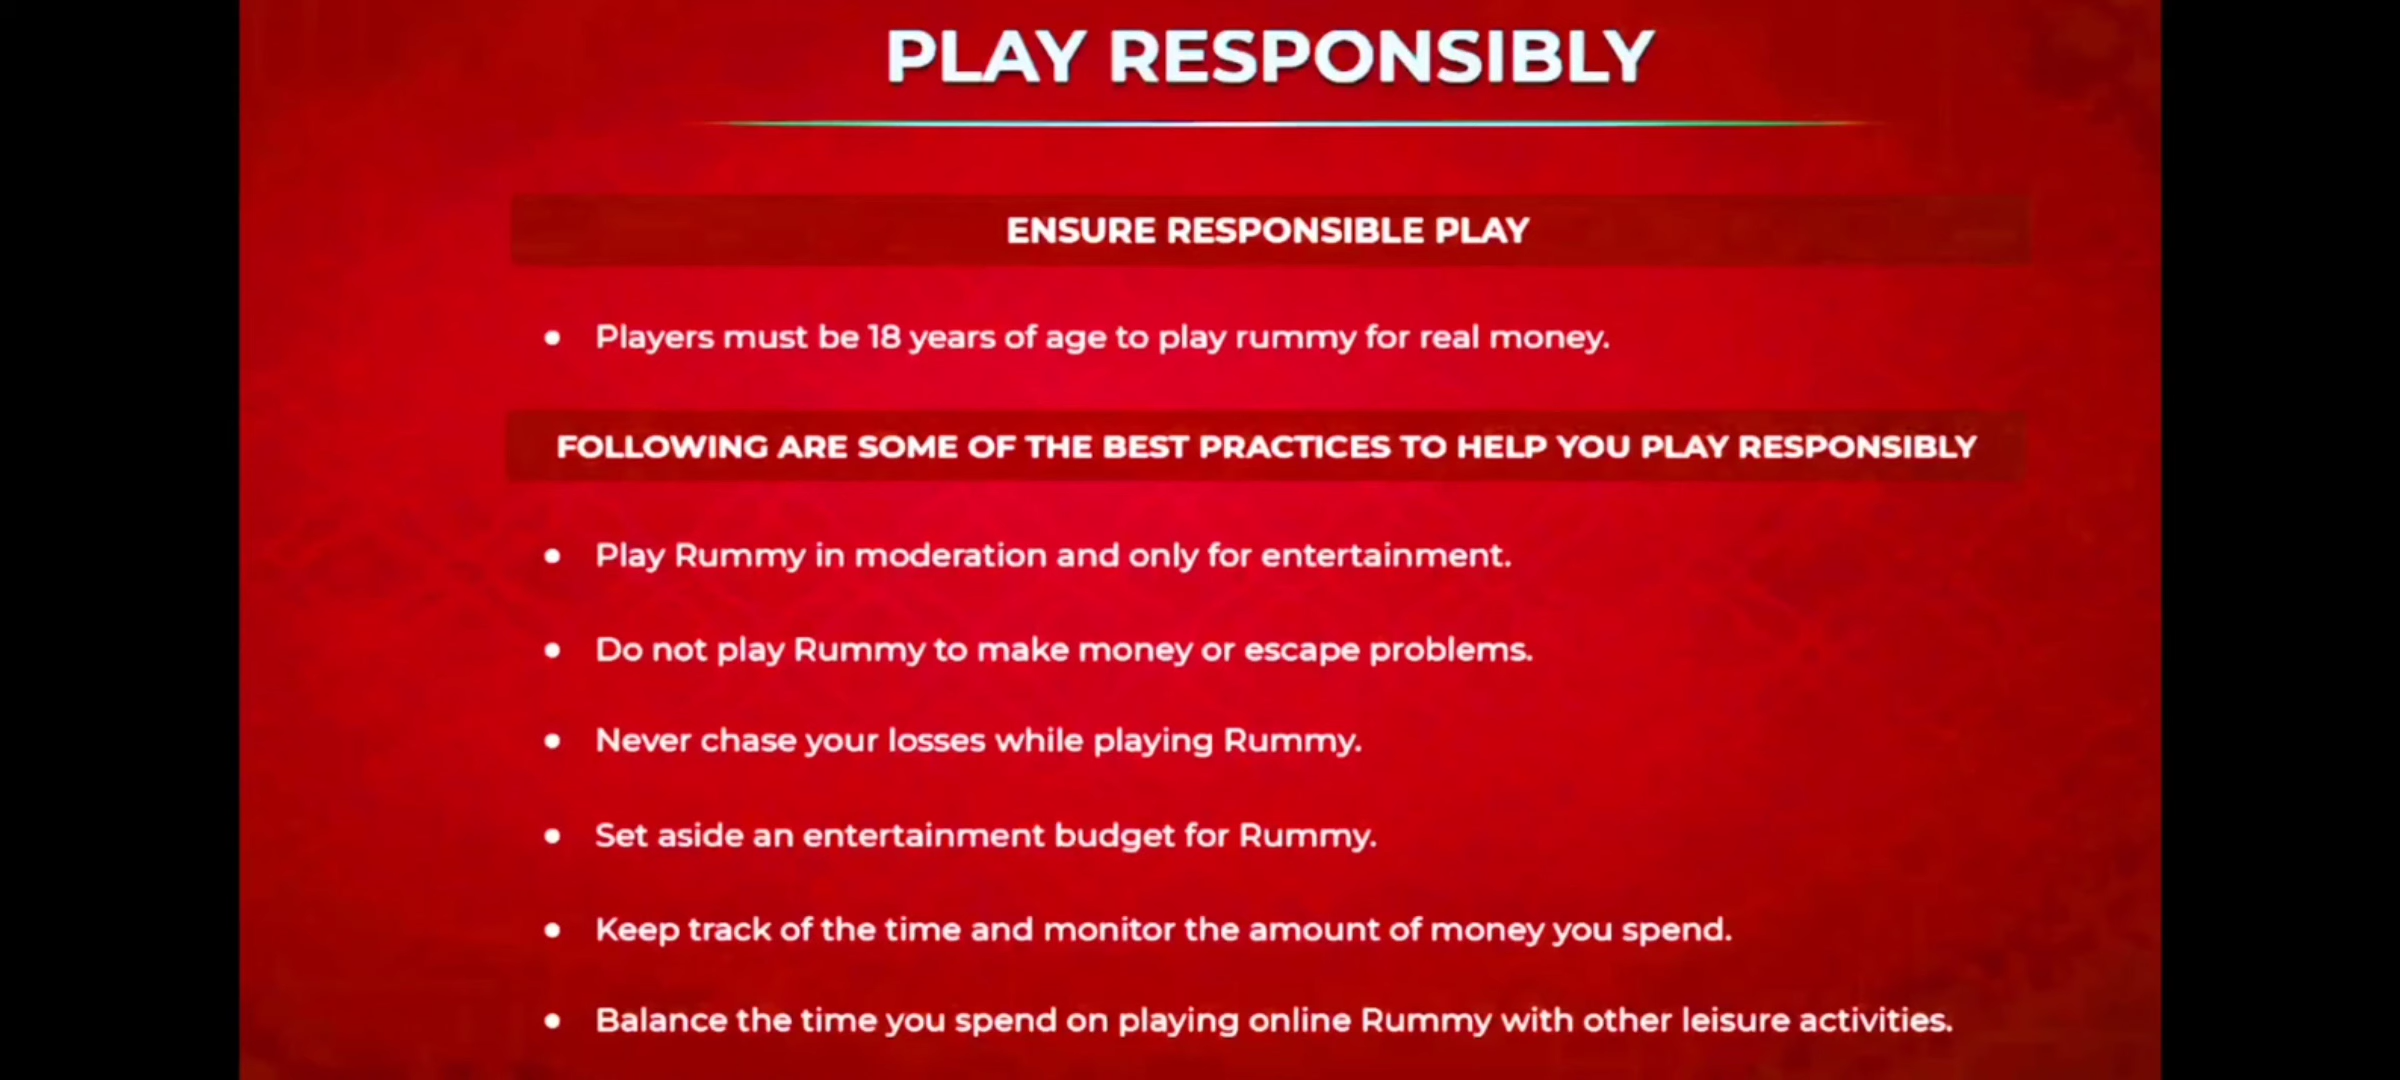 PLAY RESPONSIBLY
ENSURE RESPONSIBLE PLAY
• Players must be 18 years of age to play rummy for real money.
FOLLOWING ARE SOME OF THE BEST PRACTICES TO HELP YOU PLAY RESPONSIBLY
• Play Rummy in moderation and only for entertainment.
• Do not play Rummy to make money or escape problems.
• Never chase your losses while playing Rummy.
• Set aside an entertainment budget for Rummy.
• Keep track of the time and monitor the amount of money you spend.
• Balance the time you spend on playing online Rummy with other leisure activities.